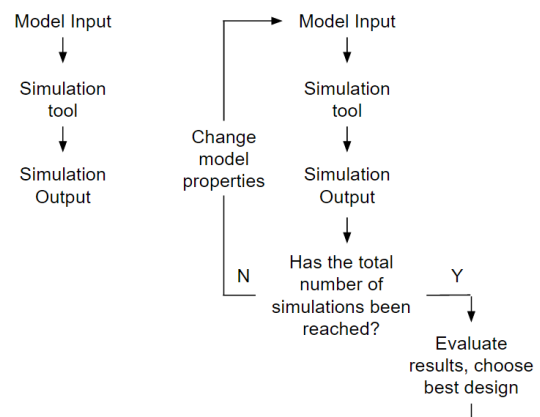 Model Input
Simulation
tool
Simulation
Output
Model Input
Simulation
tool
Change
model
properties
Simulation
Output
Has the total
number of
simulations been
reached?
N
Y
Evaluate
results, choose
best design